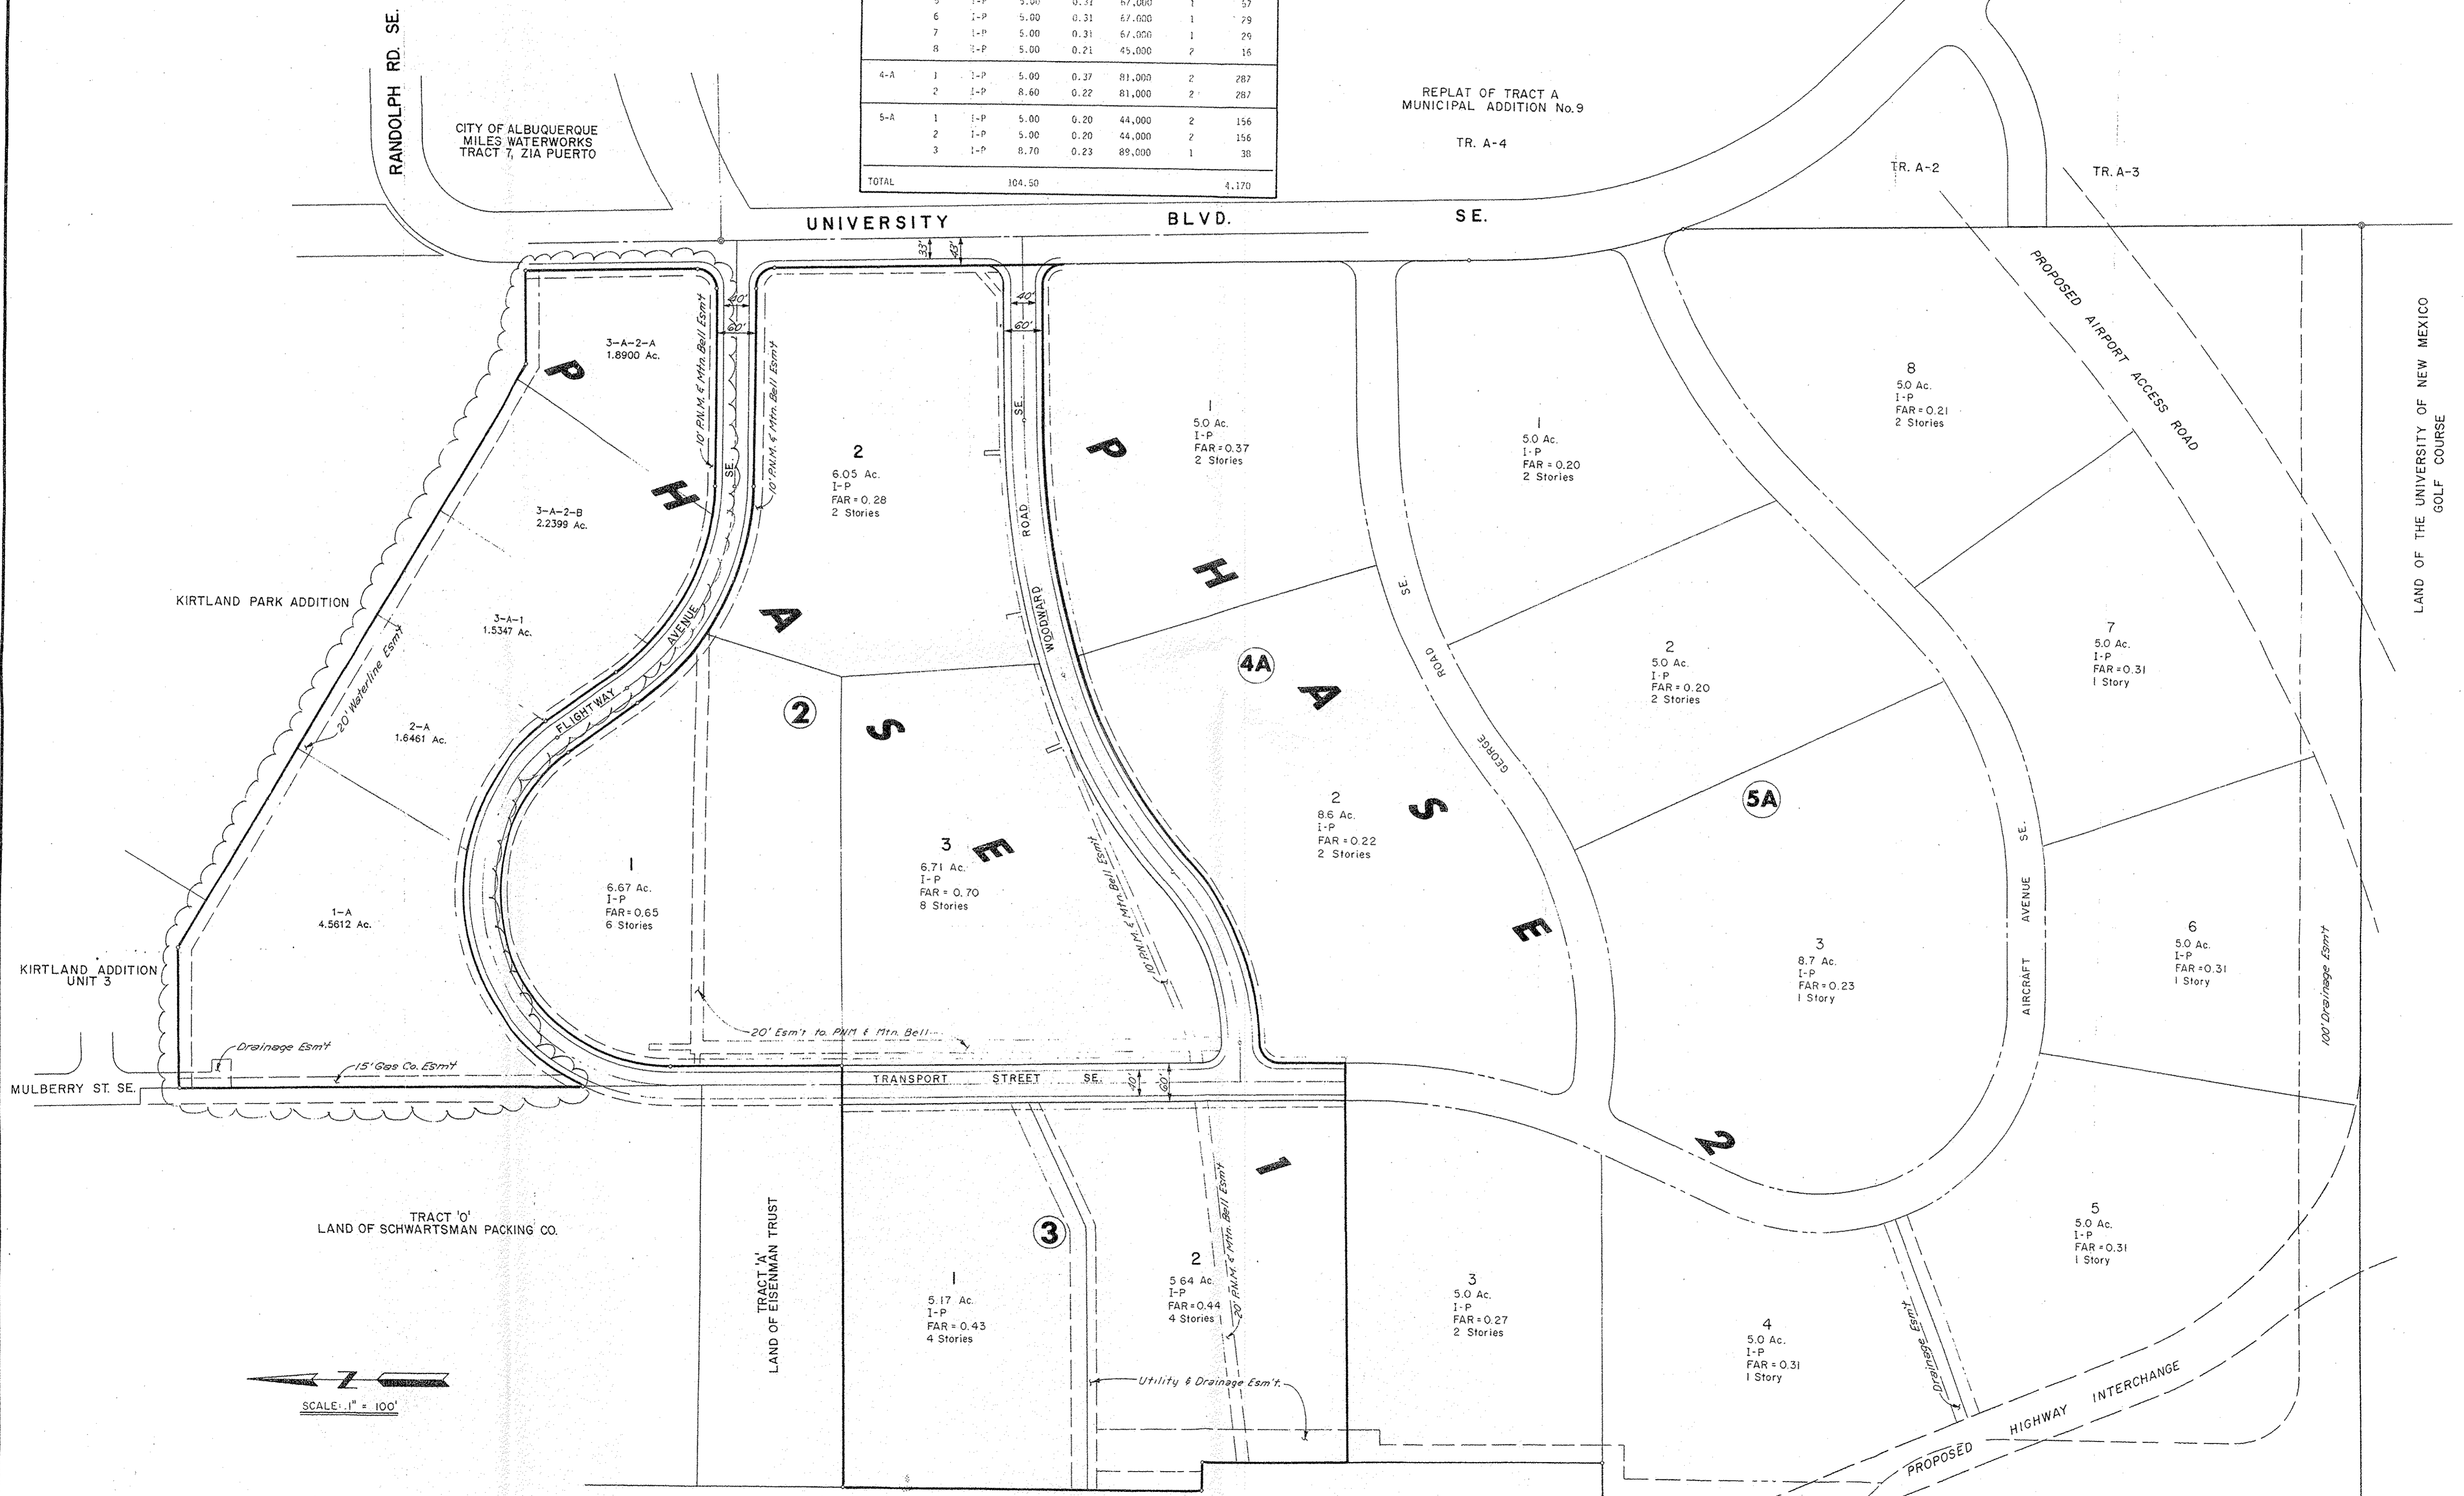 5 I-P 5.00 0.31 67,000 1 57
6 I-P 5.00 0.31 67.000 1 29
7 I-P 5.00 0.31 67,000 1 29
8 I-P 5.00 0.21 45,000 2 16
4-A 1 I-P 5.00 0.37 81,000 2 287
2 I-P 8.60 0.22 81,000 2 287
5-A 1 I-P 5.00 0.20 44,000 2 156
2 I-P 5.00 0.20 44,000 2 156
3 I-P 8.70 0.23 89,000 1 38
TOTAL 104.50 4.170
RANDOLPH RD. SE.
CITY OF ALBUQUERQUE
MILES WATERWORKS
TRACT 7, ZIA PUERTO
REPLAT OF TRACT A
MUNICIPAL ADDITION No. 9
TR. A-4
TR. A-2
TR. A-3
UNIVERSITY BLVD. SE.
33'
43'
40'
60'
40'
60'
PROPOSED AIRPORT ACCESS ROAD
LAND OF THE UNIVERSITY OF NEW MEXICO
GOLF COURSE
3-A-2-A
1.8900 Ac.
10' P.N.M. & Mtn. Bell Esm't
10' P.N.M. & Mtn. Bell Esm't
3-A-2-B
2.2399 Ac.
3-A-1
1.5347 Ac.
2-A
1.6461 Ac.
1-A
4.5612 Ac.
KIRTLAND PARK ADDITION
20' Waterline Esm't
KIRTLAND ADDITION
UNIT 3
MULBERRY ST. SE.
Drainage Esm't
15' Gas Co. Esm't
FLIGHTWAY AVENUE SE.
PHASE 1
2
6.05 Ac.
I-P
FAR = 0.28
2 Stories
2
1
6.67 Ac.
I-P
FAR = 0.65
6 Stories
3
6.71 Ac.
I-P
FAR = 0.70
8 Stories
WOODWARD ROAD SE.
10' P.N.M. & Mtn. Bell Esm't
20' Esm't to PNM & Mtn. Bell
TRANSPORT STREET SE.
40'
60'
PHASE 2
1
5.0 Ac.
I-P
FAR = 0.37
2 Stories
4A
2
8.6 Ac.
I-P
FAR = 0.22
2 Stories
GEORGE ROAD SE.
1
5.0 Ac.
I-P
FAR = 0.20
2 Stories
2
5.0 Ac.
I-P
FAR = 0.20
2 Stories
5A
3
8.7 Ac.
I-P
FAR = 0.23
1 Story
AIRCRAFT AVENUE SE.
8
5.0 Ac.
I-P
FAR = 0.21
2 Stories
7
5.0 Ac.
I-P
FAR = 0.31
1 Story
6
5.0 Ac.
I-P
FAR = 0.31
1 Story
100' Drainage Esm't
5
5.0 Ac.
I-P
FAR = 0.31
1 Story
4
5.0 Ac.
I-P
FAR = 0.31
1 Story
Drainage Esm't
3
5.0 Ac.
I-P
FAR = 0.27
2 Stories
3
1
5.17 Ac.
I-P
FAR = 0.43
4 Stories
2
5.64 Ac.
I-P
FAR = 0.44
4 Stories
20' P.N.M. & Mtn. Bell Esm't
Utility & Drainage Esm't.
TRACT 'A'
LAND OF EISENMAN TRUST
TRACT 'O'
LAND OF SCHWARTSMAN PACKING CO.
PROPOSED HIGHWAY INTERCHANGE
N
SCALE: 1" = 100'